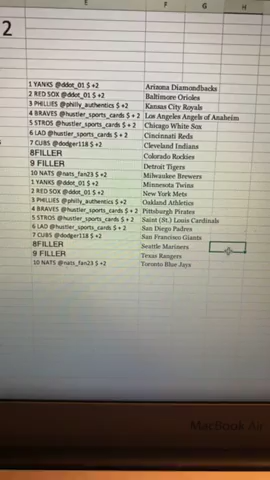 2
E F G H
1 YANKS @ddot_01 $ +2 Arizona Diamondbacks
2 RED SOX @ddot_01 $ +2 Baltimore Orioles
3 PHILLIES @philly_authentics $ +2 Kansas City Royals
4 BRAVES @hustler_sports_cards $ + 2 Los Angeles Angels of Anaheim
5 STROS @hustler_sports_cards $ + 2 Chicago White Sox
6 LAD @hustler_sports_cards $ + 2 Cincinnati Reds
7 CUBS @dodger118 $ +2 Cleveland Indians
8FILLER Colorado Rockies
9 FILLER Detroit Tigers
10 NATS @nats_fan23 $ +2 Milwaukee Brewers
1 YANKS @ddot_01 $ +2 Minnesota Twins
2 RED SOX @ddot_01 $ +2 New York Mets
3 PHILLIES @philly_authentics $ +2 Oakland Athletics
4 BRAVES @hustler_sports_cards $ + 2 Pittsburgh Pirates
5 STROS @hustler_sports_cards $ + 2 Saint (St.) Louis Cardinals
6 LAD @hustler_sports_cards $ + 2 San Diego Padres
7 CUBS @dodger118 $ +2 San Francisco Giants
8FILLER Seattle Mariners
9 FILLER Texas Rangers
10 NATS @nats_fan23 $ +2 Toronto Blue Jays
MacBook Air